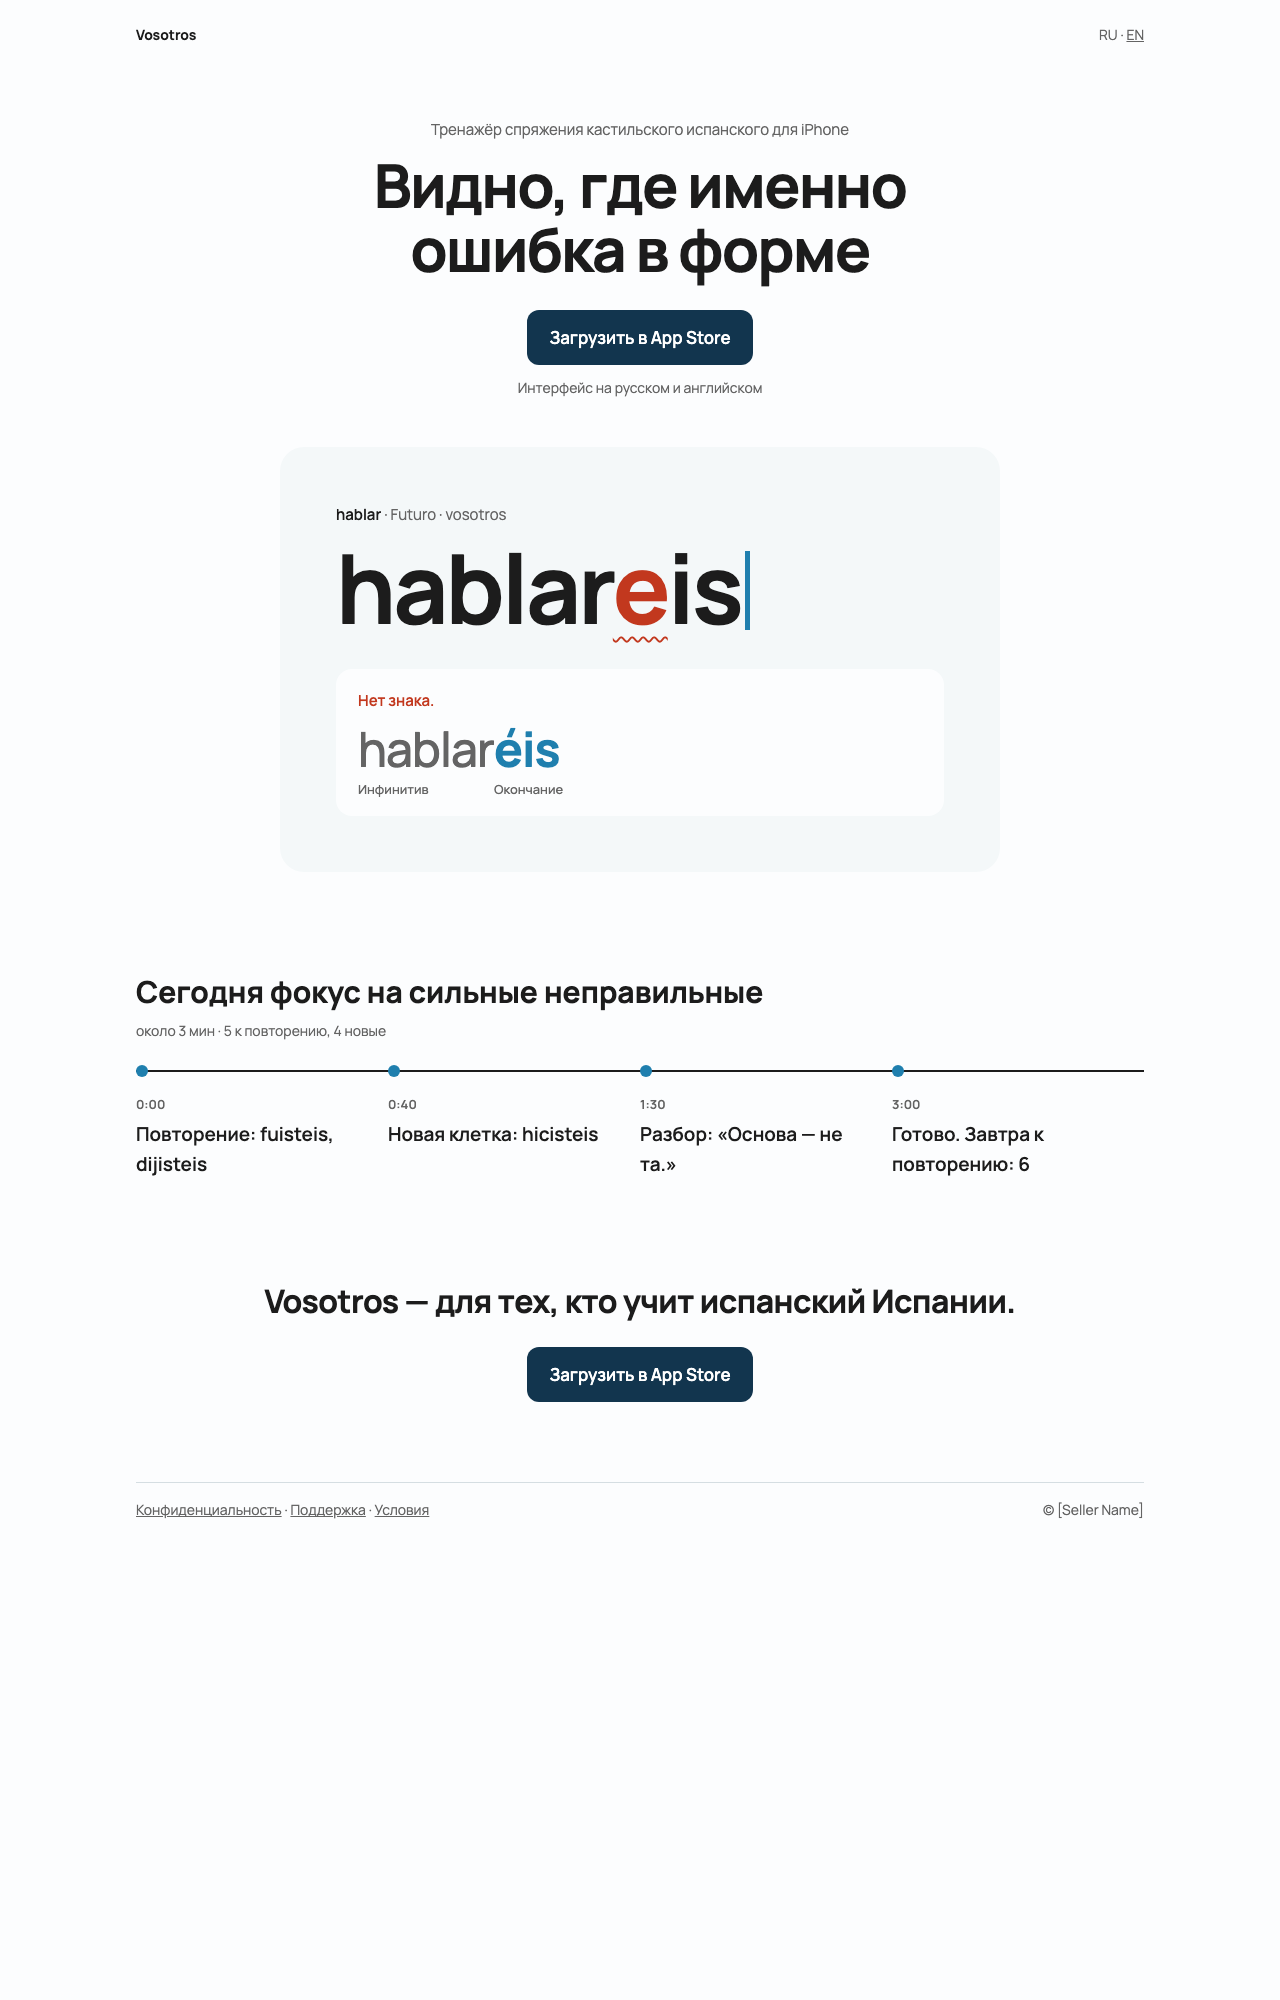 Vosotros
RU · EN
Тренажёр спряжения кастильского испанского для iPhone
Видно, где именно
ошибка в форме
Загрузить в App Store
Интерфейс на русском и английском
hablar · Futuro · vosotros
hablareis
Нет знака.
hablaréis
Инфинитив Окончание
Сегодня фокус на сильные неправильные
около 3 мин · 5 к повторению, 4 новые
0:00
Повторение: fuisteis,
dijisteis
0:40
Новая клетка: hicisteis
1:30
Разбор: «Основа — не
та.»
3:00
Готово. Завтра к
повторению: 6
Vosotros — для тех, кто учит испанский Испании.
Загрузить в App Store
Конфиденциальность · Поддержка · Условия
© [Seller Name]